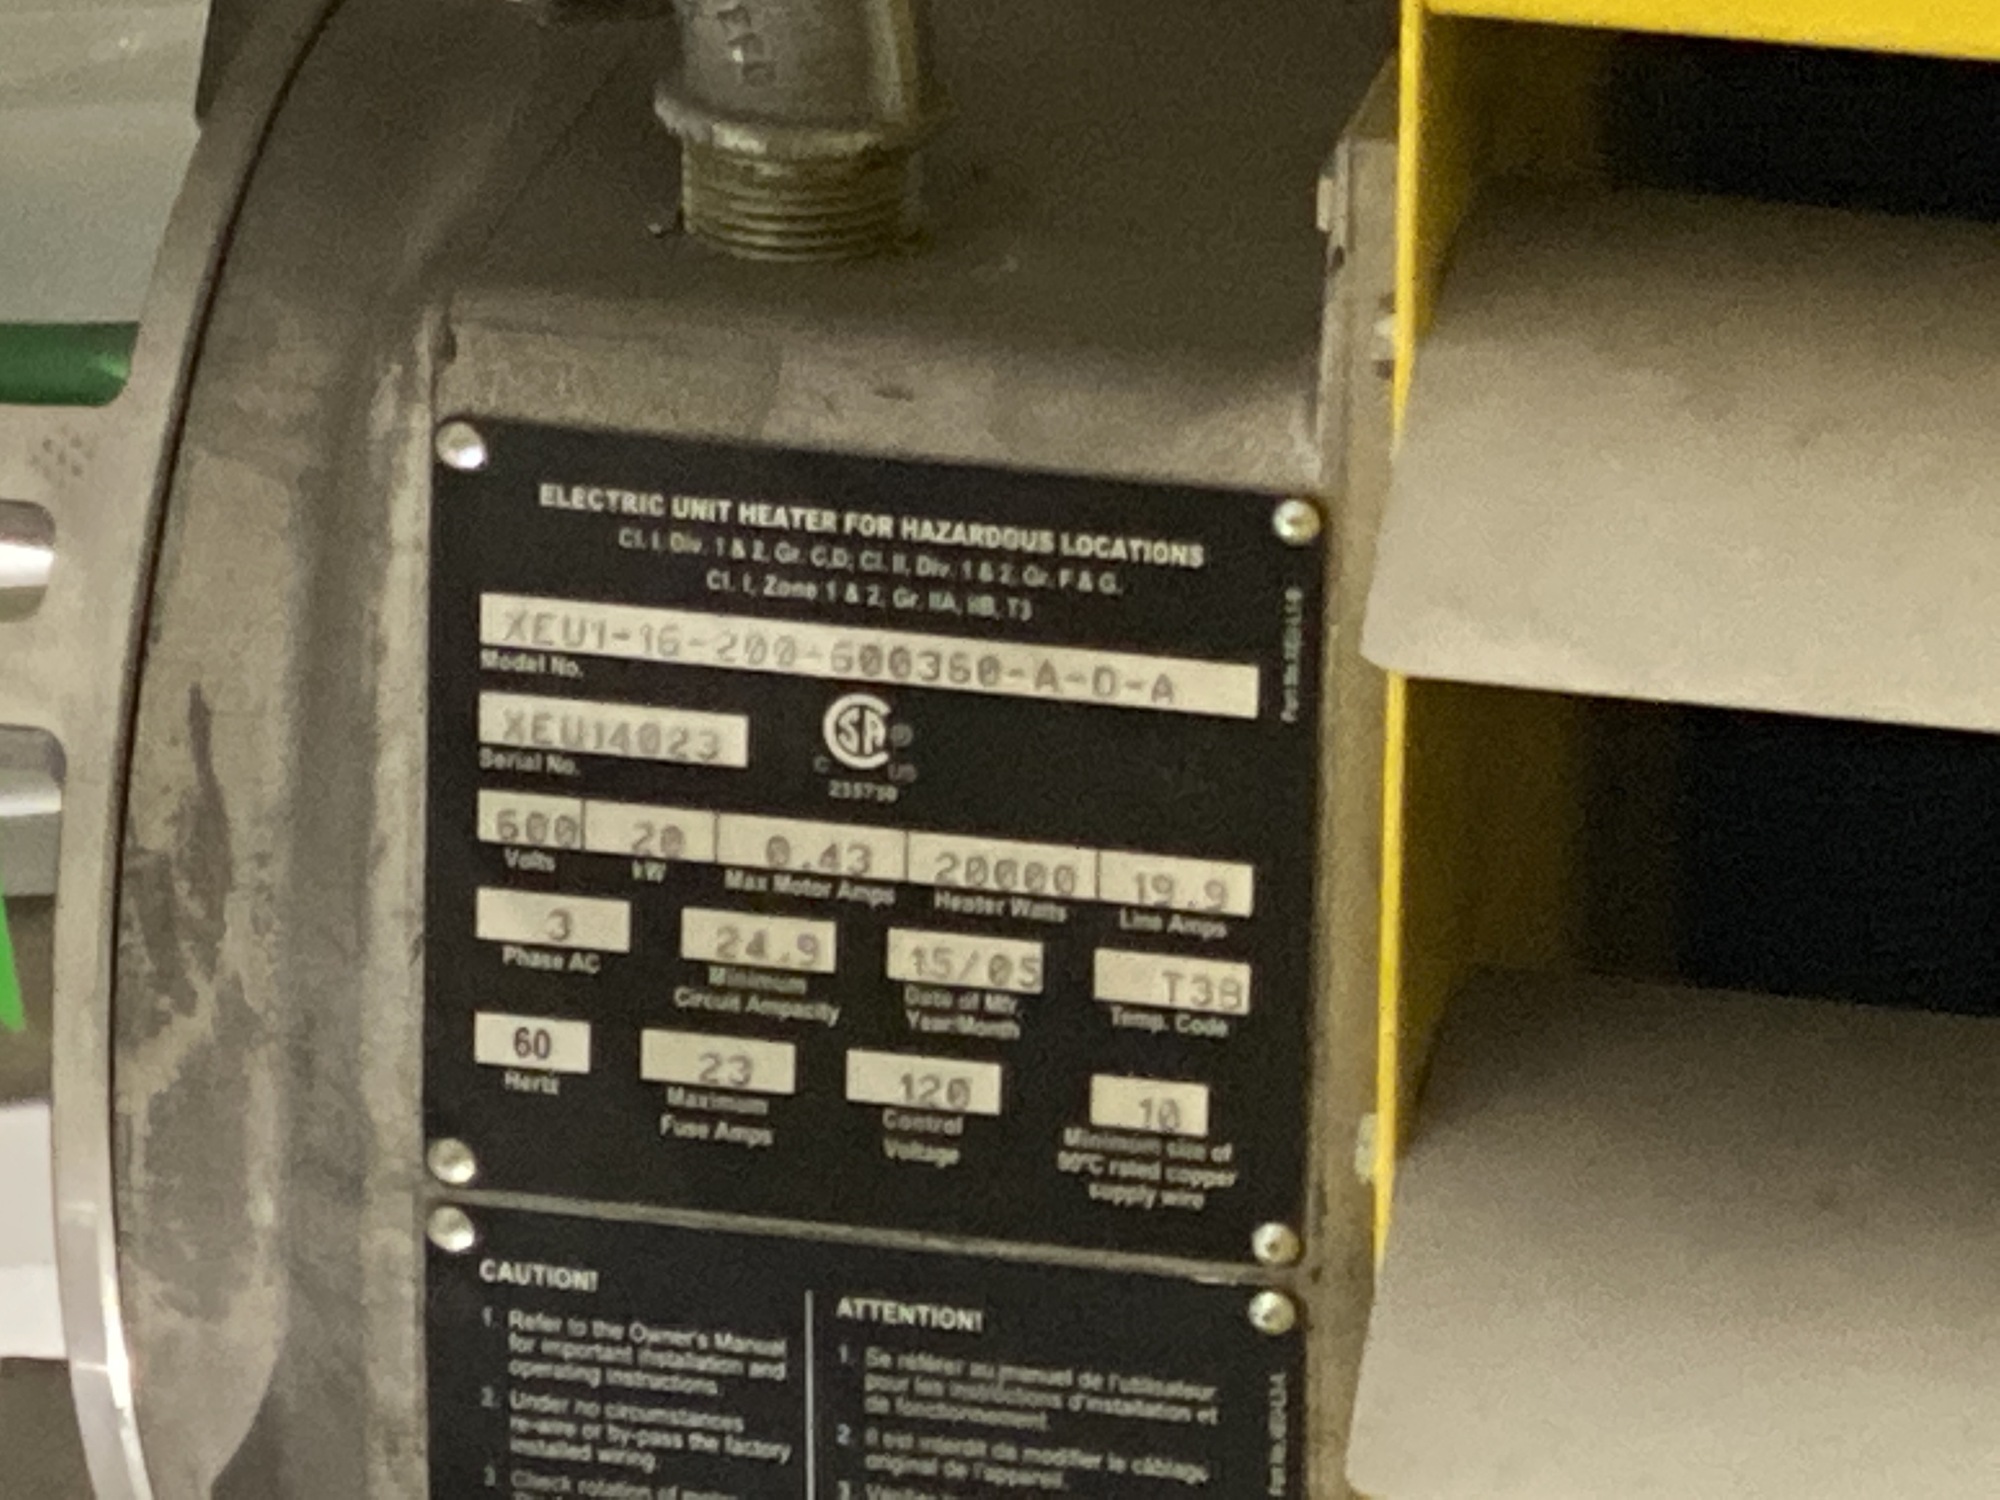 ELECTRIC UNIT HEATER FOR HAZARDOUS LOCATIONS
Cl. I, Div. 1 & 2, Gr. C,D, Cl. II, Div. 1 & 2, Gr. F & G.
Cl. I, Zone 1 & 2, Gr. IIA, IIB, T3
XEU1-16-200-600360-A-O-A
Model No.
XEU14023
Serial No.
C US
600 20 0.43 20000 19.9
Volts kW Max Motor Amps Heater Watts Line Amps
3 24.9 15/05 T3B
Phase AC Minimum Circuit Ampacity Date of Mfr. Year/Month Temp. Code
60 23 120 10
Hertz Maximum Fuse Amps Control Voltage Minimum size of 90°C rated copper supply wire
CAUTION!
1. Refer to the Owner's Manual
for important installation and
operating instructions.
2. Under no circumstances
re-wire or by-pass the factory
installed wiring.
3. Check rotation of motor
ATTENTION!
1. Se référer au manuel de l'utilisateur
pour les instructions d'installation et
de fonctionnement.
2. Il est interdit de modifier le câblage
original de l'appareil.
3.